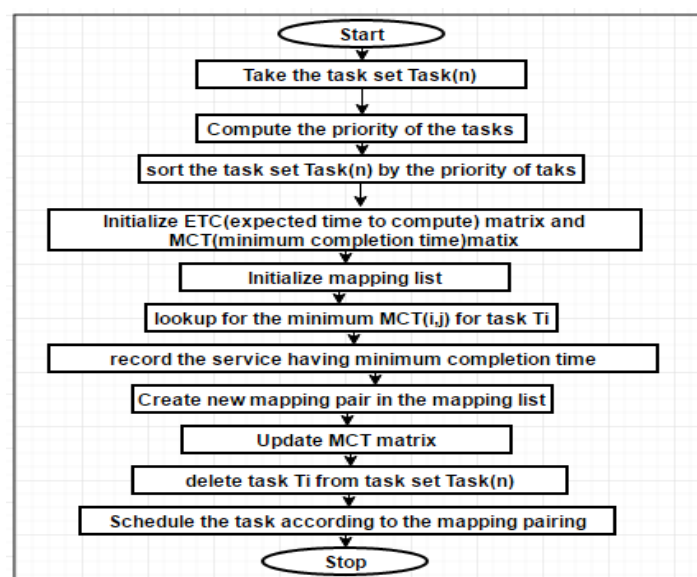 Start
Take the task set Task(n)
Compute the priority of the tasks
sort the task set Task(n) by the priority of taks
Initialize ETC(expected time to compute) matrix and
MCT(minimum completion time)matix
Initialize mapping list
lookup for the minimum MCT(i,j) for task Ti
record the service having minimum completion time
Create new mapping pair in the mapping list
Update MCT matrix
delete task Ti from task set Task(n)
Schedule the task according to the mapping pairing
Stop